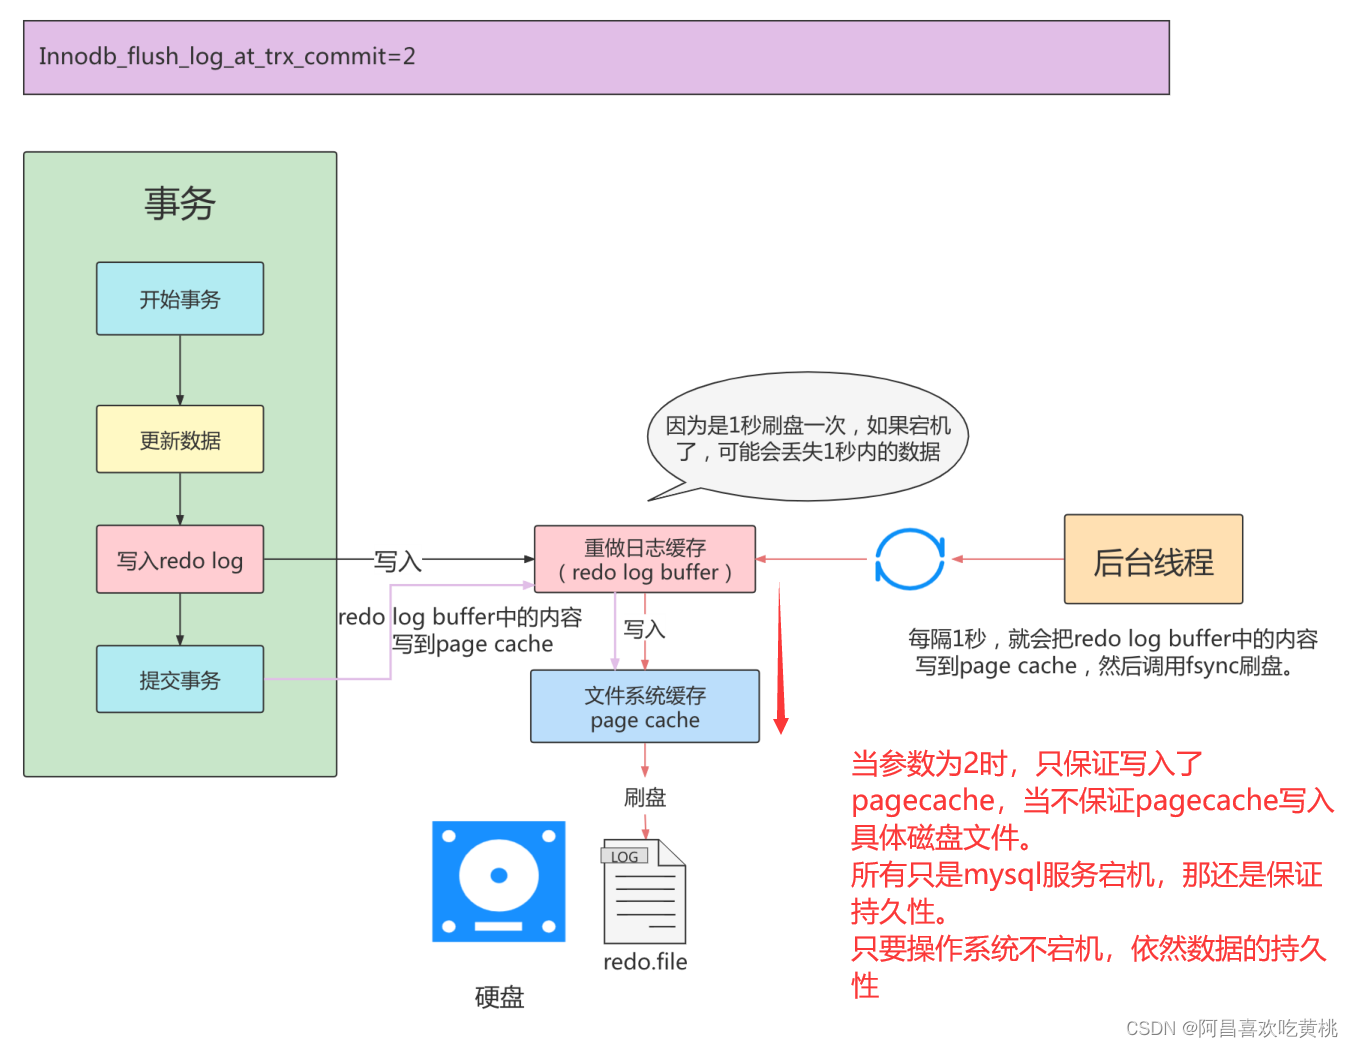 Innodb_flush_log_at_trx_commit=2
事务
开始事务
更新数据
写入redo log
提交事务
写入
redo log buffer中的内容
写到page cache
因为是1秒刷盘一次，如果宕机
了，可能会丢失1秒内的数据
重做日志缓存
（redo log buffer）
写入
文件系统缓存
page cache
刷盘
LOG
redo.file
硬盘
后台线程
每隔1秒，就会把redo log buffer中的内容
写到page cache，然后调用fsync刷盘。
当参数为2时，只保证写入了
pagecache，当不保证pagecache写入
具体磁盘文件。
所有只是mysql服务宕机，那还是保证
持久性。
只要操作系统不宕机，依然数据的持久
性
CSDN @阿昌喜欢吃黄桃